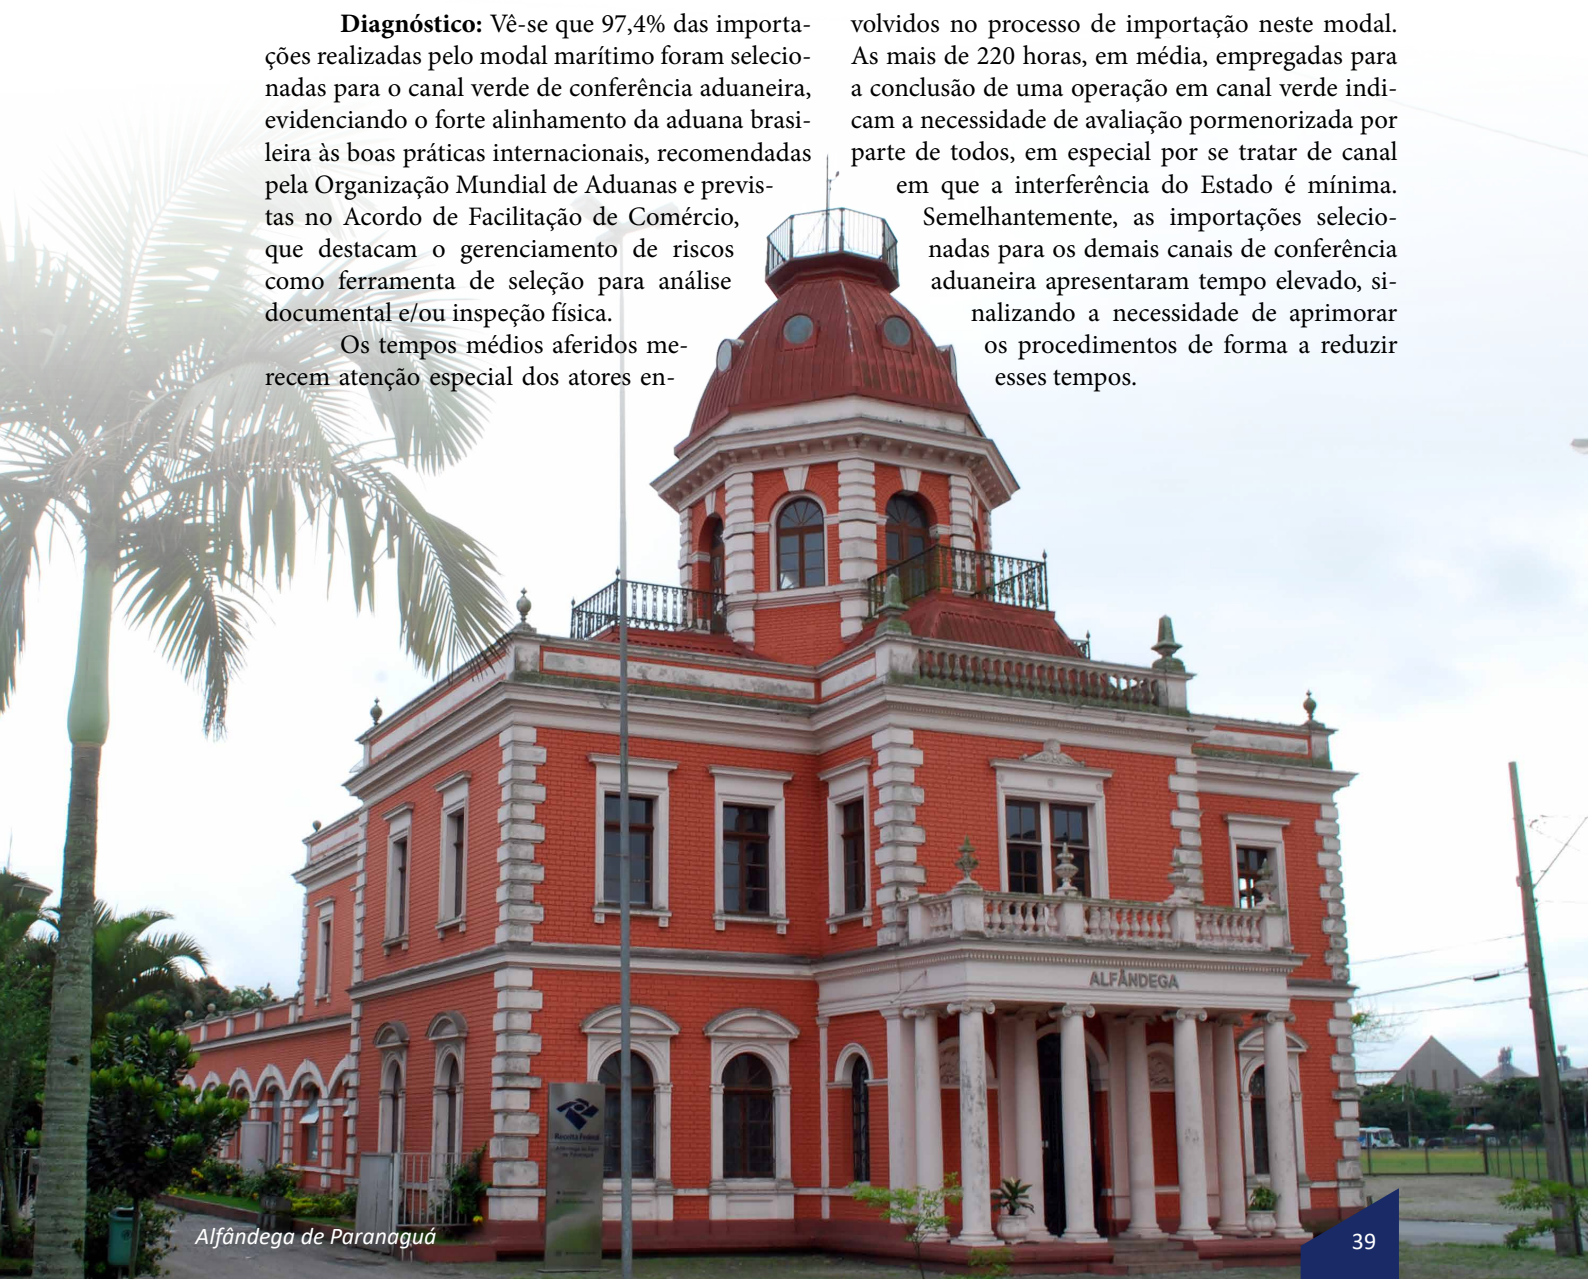 Diagnóstico: Vê-se que 97,4% das importa-
ções realizadas pelo modal marítimo foram selecio-
nadas para o canal verde de conferência aduaneira,
evidenciando o forte alinhamento da aduana brasi-
leira às boas práticas internacionais, recomendadas
pela Organização Mundial de Aduanas e previs-
tas no Acordo de Facilitação de Comércio,
que destacam o gerenciamento de riscos
como ferramenta de seleção para análise
documental e/ou inspeção física.
Os tempos médios aferidos me-
recem atenção especial dos atores en-
volvidos no processo de importação neste modal.
As mais de 220 horas, em média, empregadas para
a conclusão de uma operação em canal verde indi-
cam a necessidade de avaliação pormenorizada por
parte de todos, em especial por se tratar de canal
em que a interferência do Estado é mínima.
Semelhantemente, as importações selecio-
nadas para os demais canais de conferência
aduaneira apresentaram tempo elevado, si-
nalizando a necessidade de aprimorar
os procedimentos de forma a reduzir
esses tempos.
ALFÂNDEGA
Receita Federal
Alfândega de Paranaguá
39